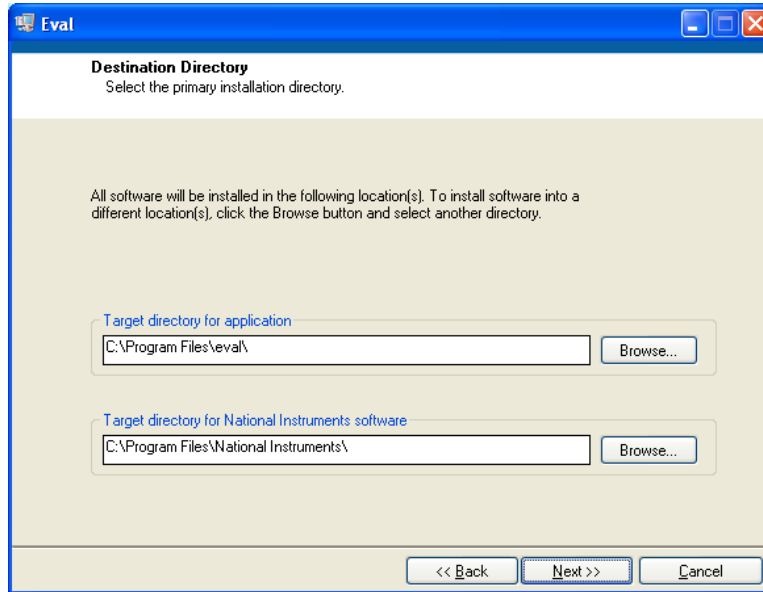 Eval
Destination Directory
Select the primary installation directory.
All software will be installed in the following location(s). To install software into a
different location(s), click the Browse button and select another directory.
Target directory for application
C:\Program Files\eval\
Browse...
Target directory for National Instruments software
C:\Program Files\National Instruments\
Browse...
<< Back
Next >>
Cancel